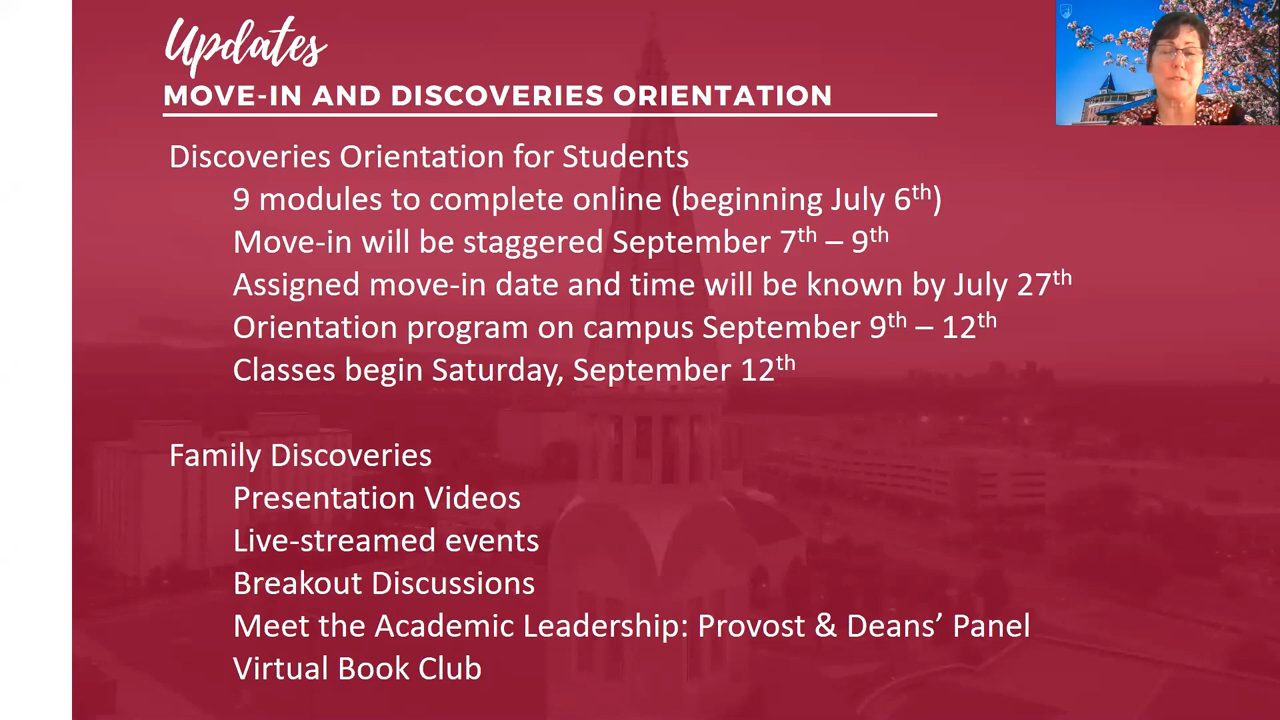 Updates
MOVE-IN AND DISCOVERIES ORIENTATION
Discoveries Orientation for Students
9 modules to complete online (beginning July 6th)
Move-in will be staggered September 7th – 9th
Assigned move-in date and time will be known by July 27th
Orientation program on campus September 9th – 12th
Classes begin Saturday, September 12th
Family Discoveries
Presentation Videos
Live-streamed events
Breakout Discussions
Meet the Academic Leadership: Provost & Deans’ Panel
Virtual Book Club